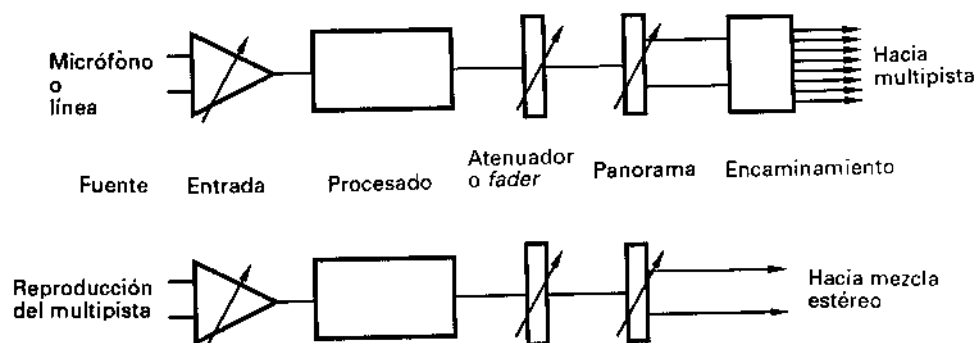 Micrófono
o
línea
Hacia
multipista
Fuente
Entrada
Procesado
Atenuador
o fader
Panorama
Encaminamiento
Reproducción
del multipista
Hacia mezcla
estéreo